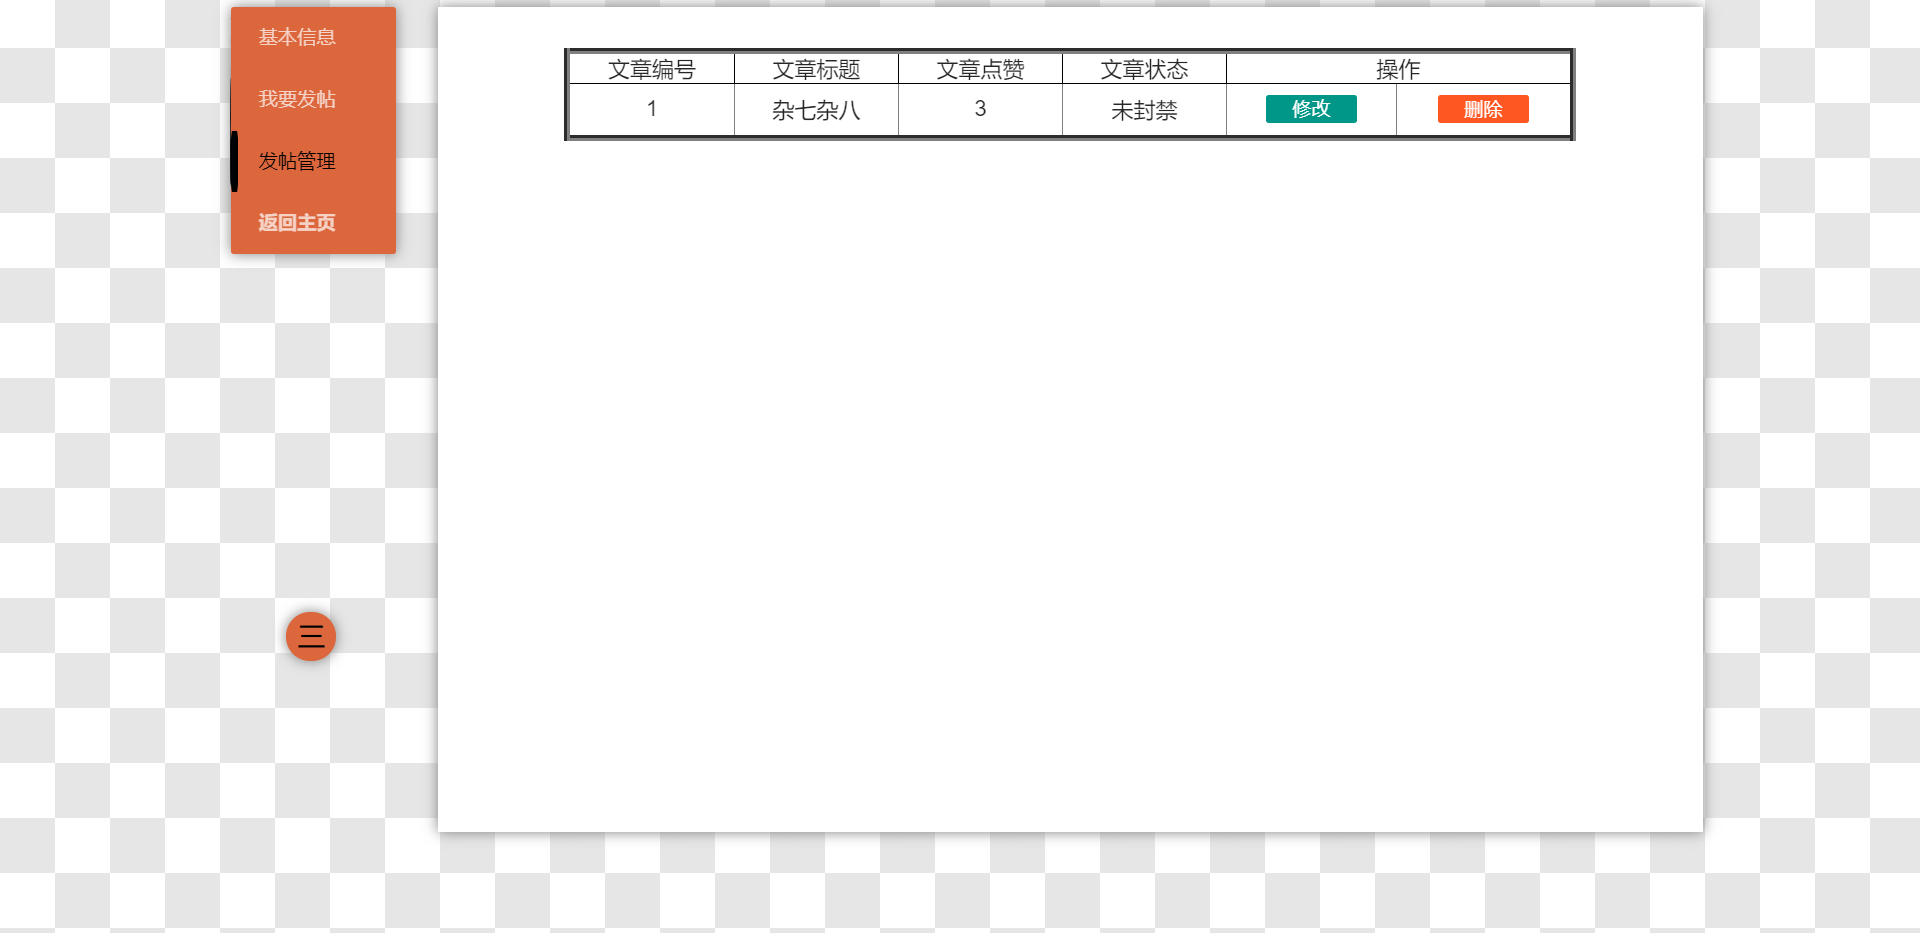 基本信息
我要发帖
发帖管理
返回主页
文章编号 文章标题 文章点赞 文章状态 操作
1 杂七杂八 3 未封禁 修改 删除
三